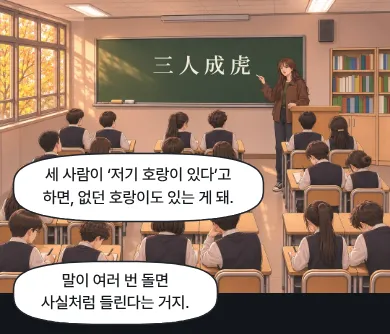 三人成虎
세 사람이 ‘저기 호랑이 있다’고
하면, 없던 호랑이도 있는 게 돼.
말이 여러 번 돌면
사실처럼 들린다는 거지.